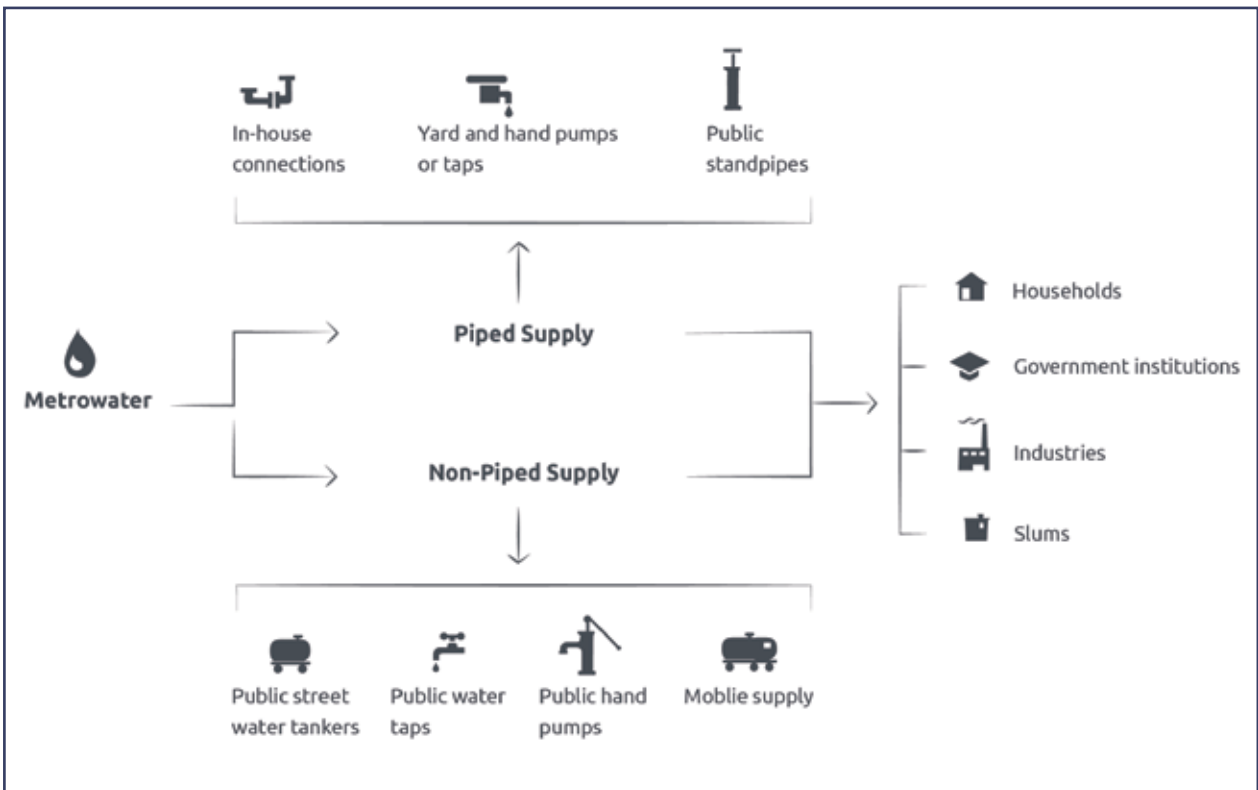 In-house
connections
Yard and hand pumps
or taps
Public
standpipes
Metrowater
Piped Supply
Non-Piped Supply
Households
Government institutions
Industries
Slums
Public street
water tankers
Public water
taps
Public hand
pumps
Moblie supply